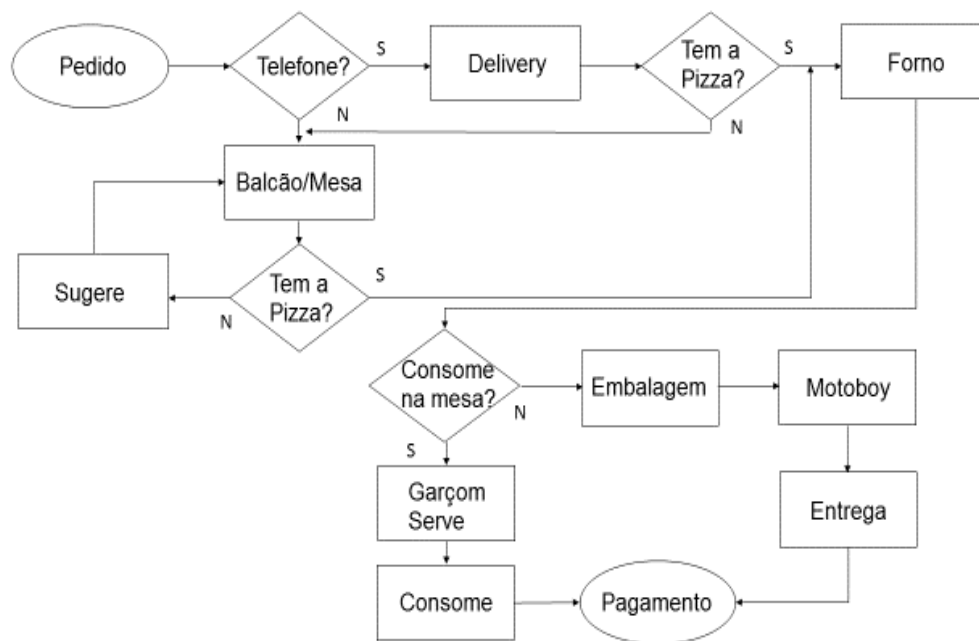 Pedido
Telefone?
S
Delivery
Tem a
Pizza?
S
Forno
N
N
Balcão/Mesa
Sugere
N
Tem a
Pizza?
S
Consome
na mesa?
N
Embalagem
Motoboy
S
Garçom
Serve
Entrega
Consome
Pagamento